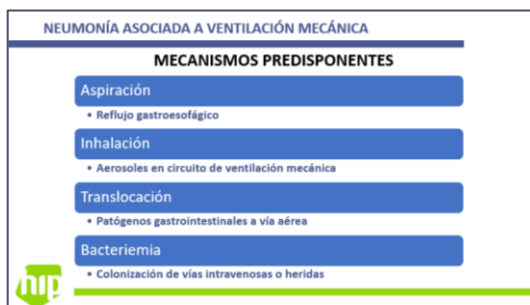 NEUMONÍA ASOCIADA A VENTILACIÓN MECÁNICA
MECANISMOS PREDISPONENTES
Aspiración
• Reflujo gastroesofágico
Inhalación
• Aerosoles en circuito de ventilación mecánica
Translocación
• Patógenos gastrointestinales a vía aérea
Bacteriemia
• Colonización de vías intravenosas o heridas
hip